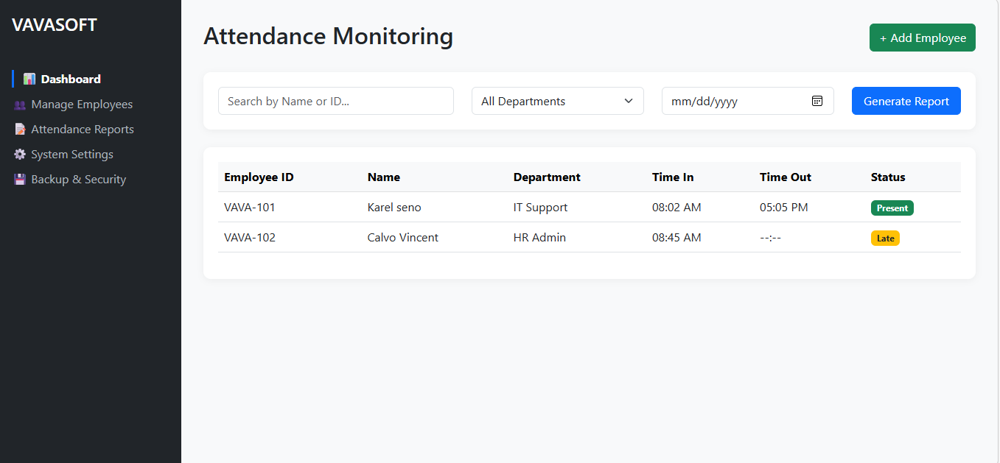 VAVASOFT
Dashboard
Manage Employees
Attendance Reports
System Settings
Backup & Security
Attendance Monitoring
+ Add Employee
Search by Name or ID...
All Departments
mm/dd/yyyy
Generate Report
Employee ID Name Department Time In Time Out Status
VAVA-101 Karel seno IT Support 08:02 AM 05:05 PM Present
VAVA-102 Calvo Vincent HR Admin 08:45 AM --:-- Late